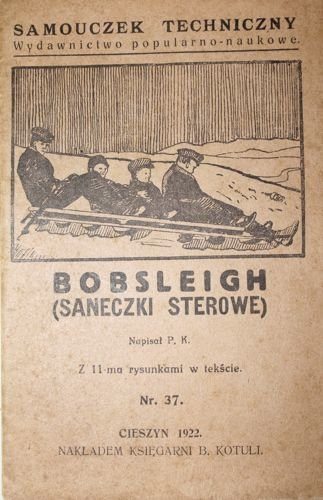 SAMOUCZEK TECHNICZNY
Wydawnictwo popularno-naukowe.
BOBSLEIGH
(SANECZKI STEROWE)
Napisał P. K.
Z 11-ma rysunkami w tekście.
Nr. 37.
CIESZYN 1922.
NAKŁADEM KSIĘGARNI B. KOTULI.